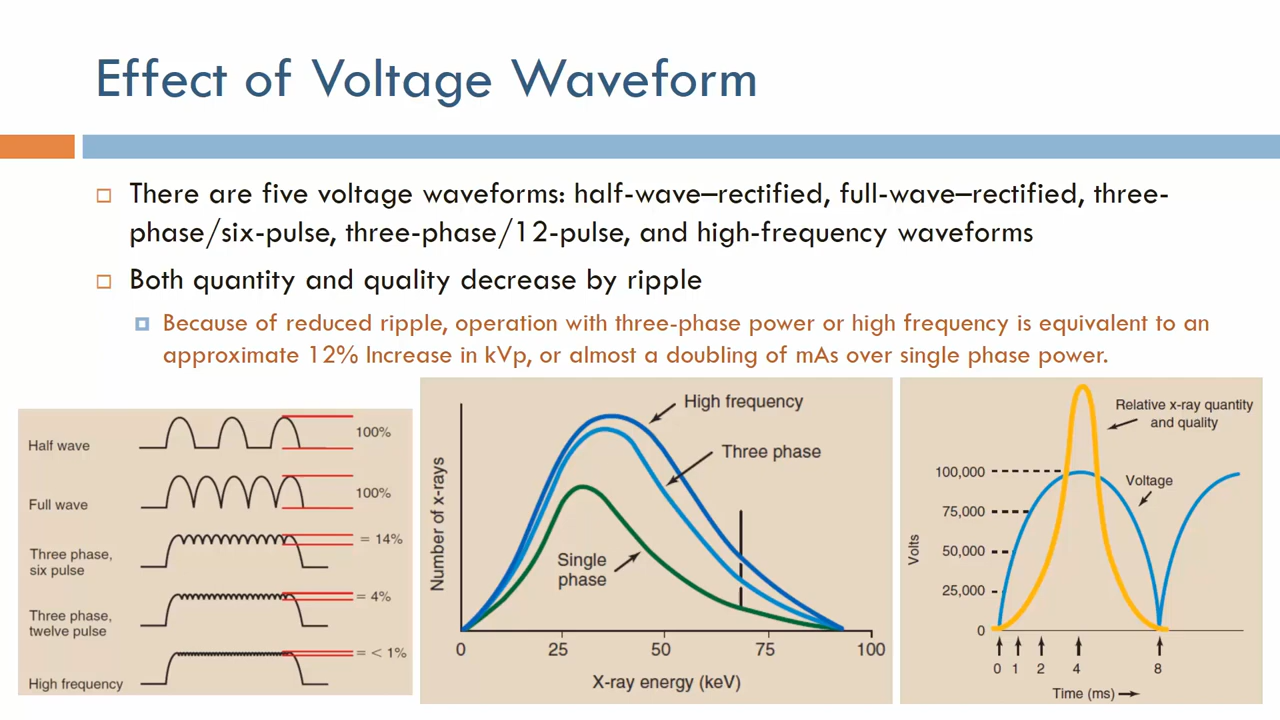 Effect of Voltage Waveform
There are five voltage waveforms: half-wave–rectified, full-wave–rectified, three-
phase/six-pulse, three-phase/12-pulse, and high-frequency waveforms
Both quantity and quality decrease by ripple
Because of reduced ripple, operation with three-phase power or high frequency is equivalent to an
approximate 12% Increase in kVp, or almost a doubling of mAs over single phase power.
Half wave
100%
Full wave
100%
Three phase,
six pulse
= 14%
Three phase,
twelve pulse
= 4%
High frequency
= < 1%
Number of x-rays
High frequency
Three phase
Single
phase
0 25 50 75 100
X-ray energy (keV)
Relative x-ray quantity
and quality
Voltage
Volts
100,000
75,000
50,000
25,000
0
0 1 2 4 8
Time (ms)